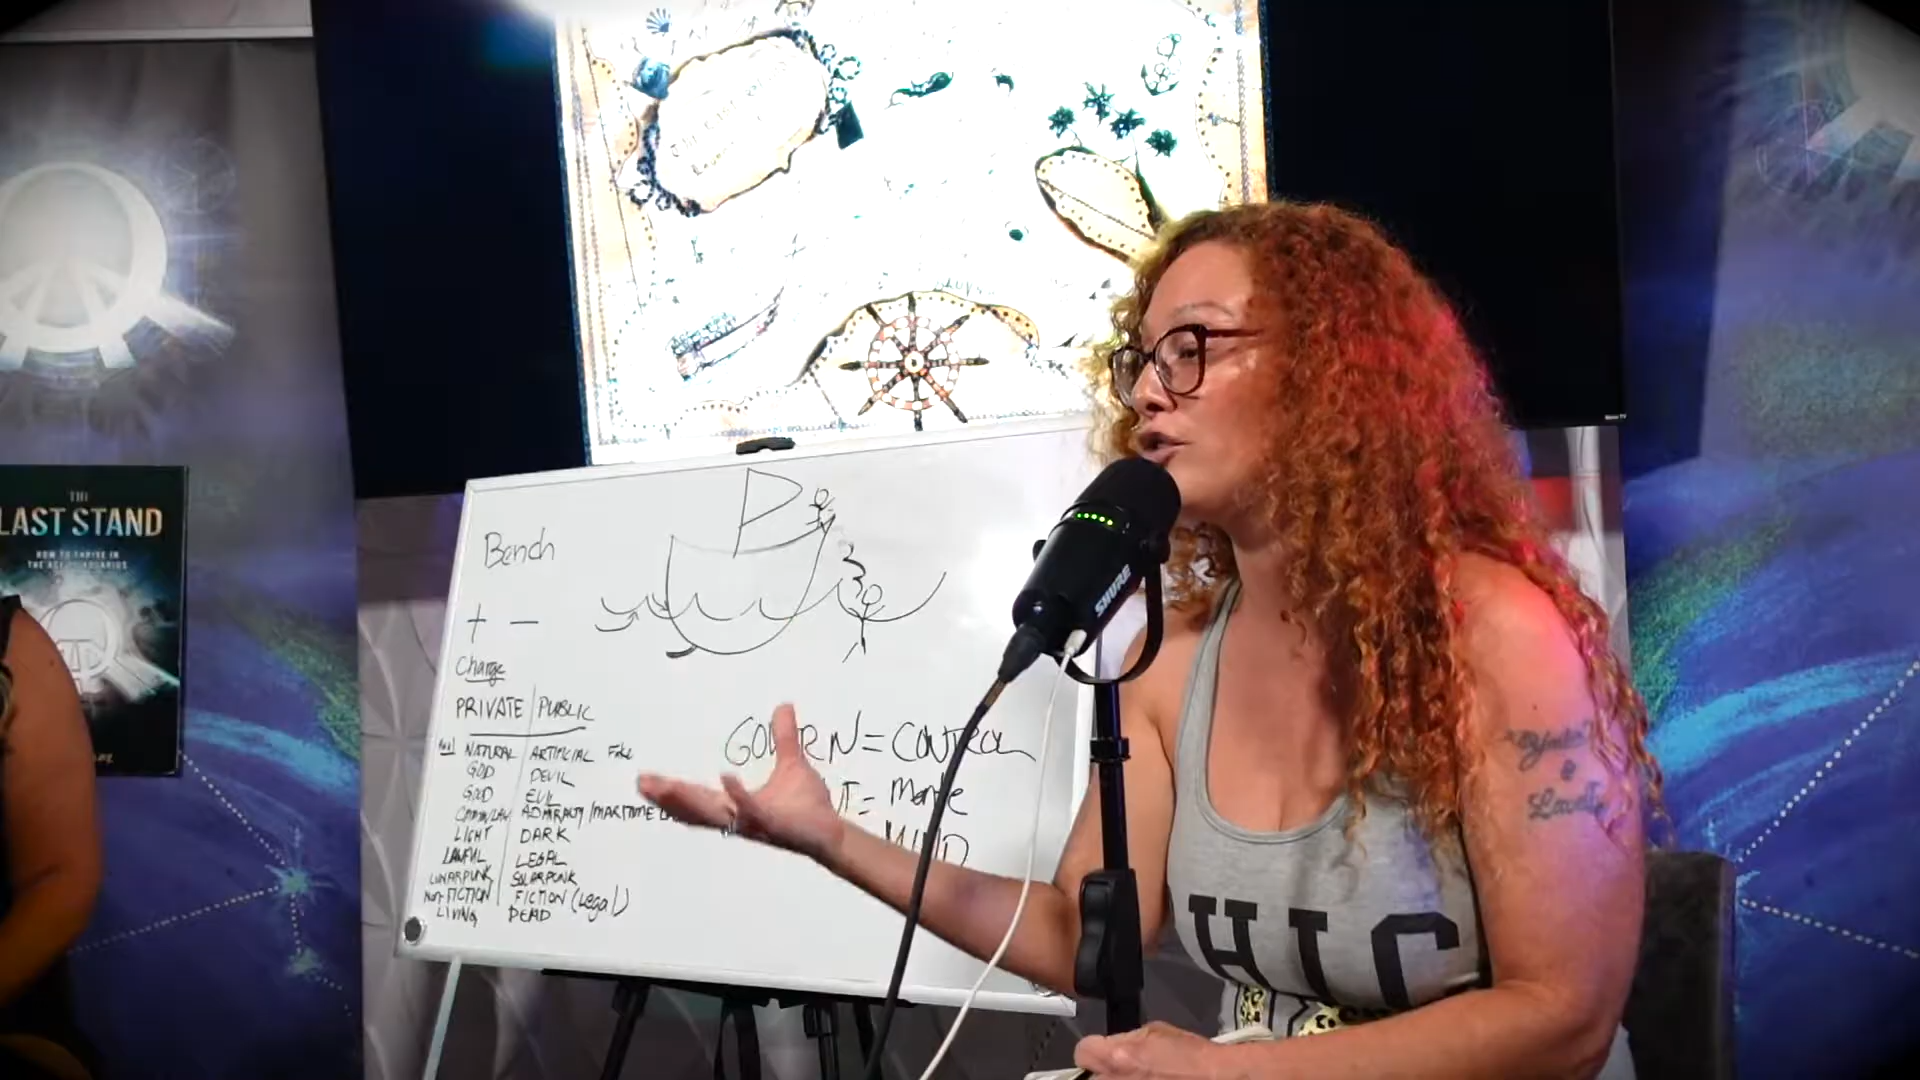 THE
LAST STAND
HOW TO THRIVE IN
THE AGE OF AQUARIUS
Bench
+ −
Charge
PRIVATE PUBLIC
NATURAL ARTIFICIAL Fake
GOD DEVIL
GOOD EVIL
COMMON LAW ADMIRALTY/MARITIME
LIGHT DARK
LAWFUL LEGAL
LUNARPUNK SOLARPUNK
NON-FICTION FICTION (Legal)
LIVING DEAD
GOVERN = CONTROL
= Mente
MIND
P
SHURE
HLC